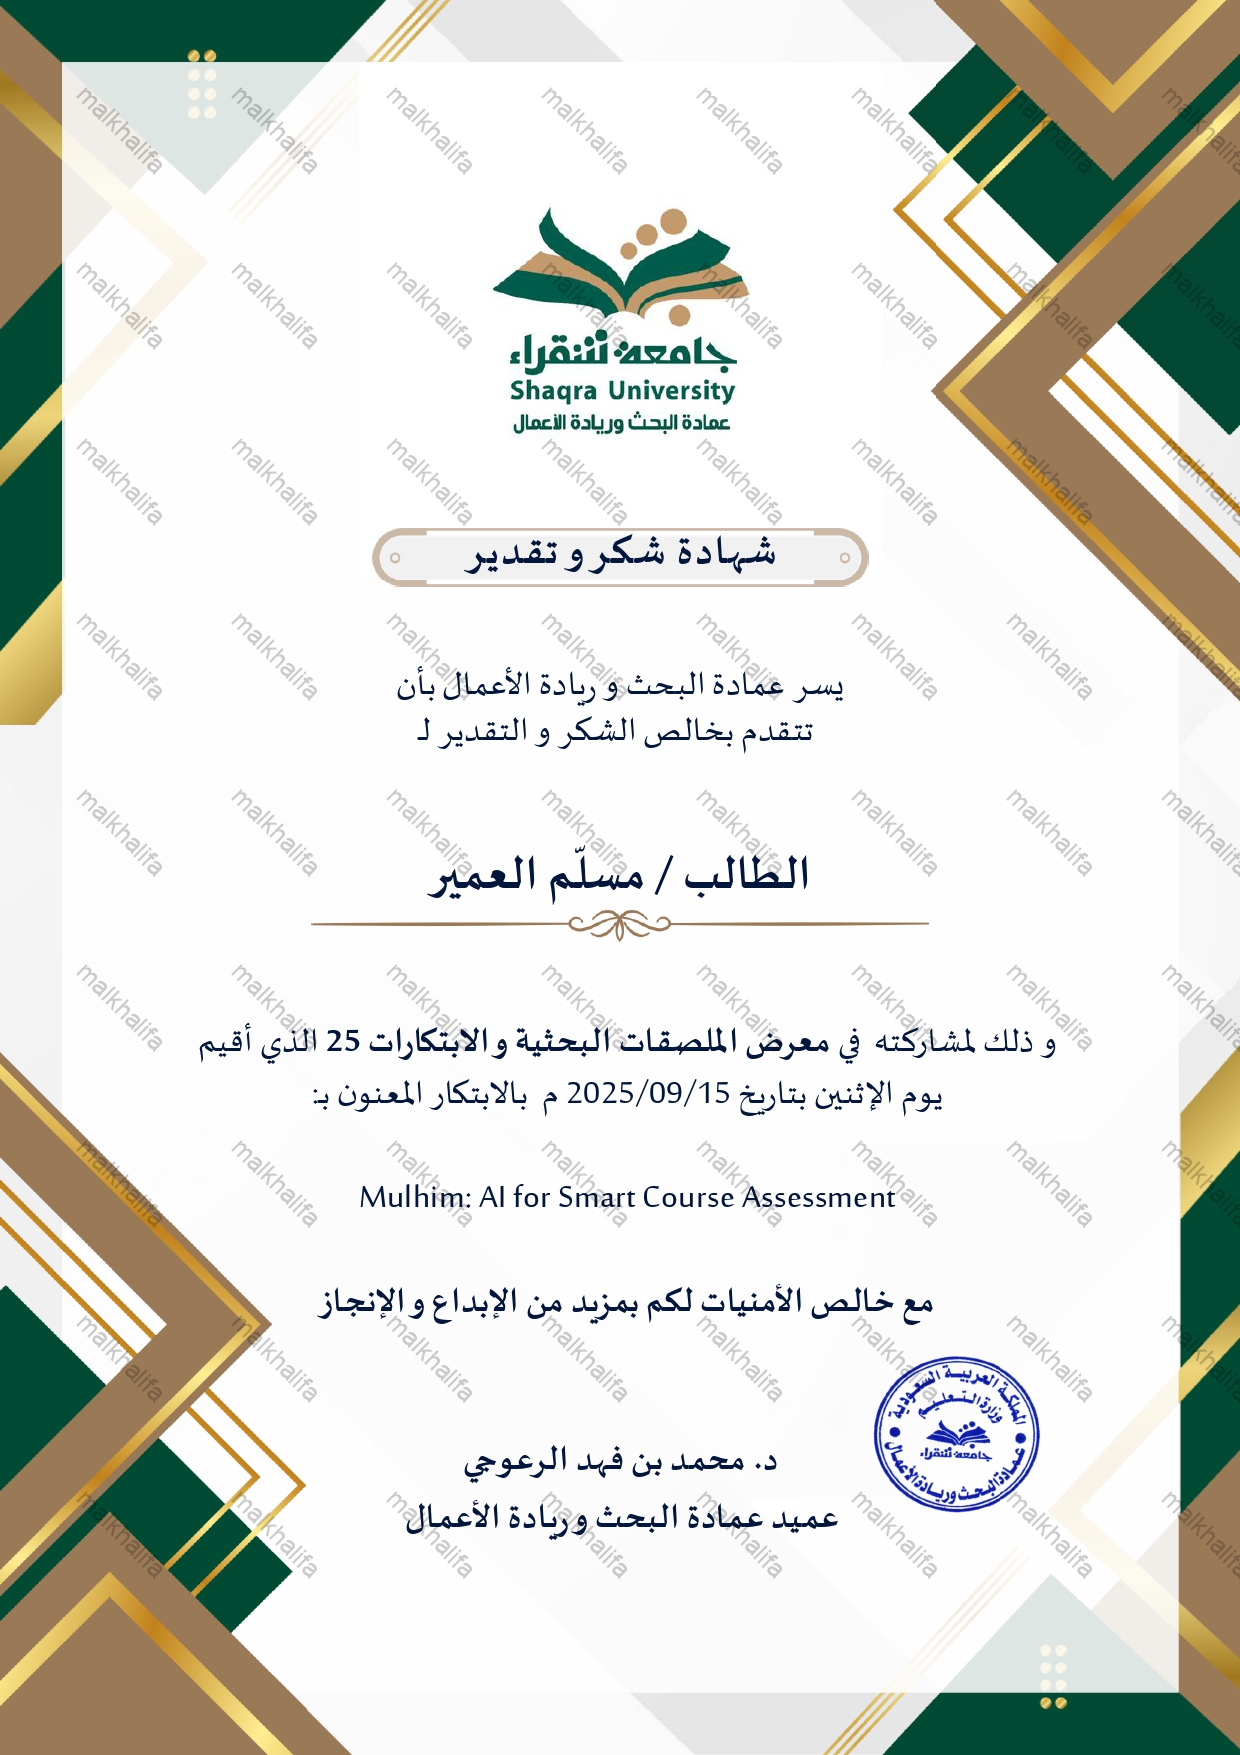 جامعة شقراء
Shaqra University
عمادة البحث وريادة الأعمال
شهادة شكر و تقدير
يسر عمادة البحث و ريادة الأعمال بأن
تتقدم بخالص الشكر و التقدير لـ
الطالب / مسلّم العمير
و ذلك لمشاركته في معرض الملصقات البحثية والابتكارات 25 الذي أقيم
يوم الإثنين بتاريخ 2025/09/15 م بالابتكار المعنون بـ:
Mulhim: AI for Smart Course Assessment
مع خالص الأمنيات لكم بمزيد من الإبداع والإنجاز
المملكة العربية السعودية
وزارة التعليم
جامعة شقراء
عمادة البحث وريادة الأعمال
د. محمد بن فهد الرعوجي
عميد عمادة البحث وريادة الأعمال
malkhalifa